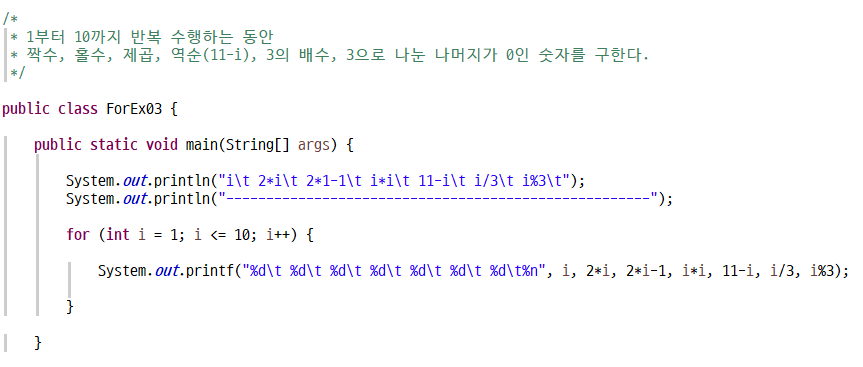 /*
 * 1부터 10까지 반복 수행하는 동안
 * 짝수, 홀수, 제곱, 역순(11-i), 3의 배수, 3으로 나눈 나머지가 0인 숫자를 구한다.
 */
public class ForEx03 {
public static void main(String[] args) {
System.out.println("i\t 2*i\t 2*1-1\t i*i\t 11-i\t i/3\t i%3\t");
System.out.println("-----------------------------------------------------");
for (int i = 1; i <= 10; i++) {
System.out.printf("%d\t %d\t %d\t %d\t %d\t %d\t %d\t%n", i, 2*i, 2*i-1, i*i, 11-i, i/3, i%3);
}
}